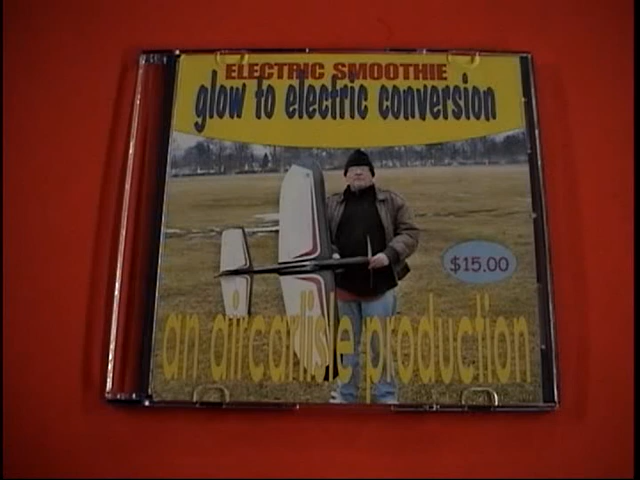 ELECTRIC SMOOTHIE
glow to electric conversion
$15.00
an aircarlisle production